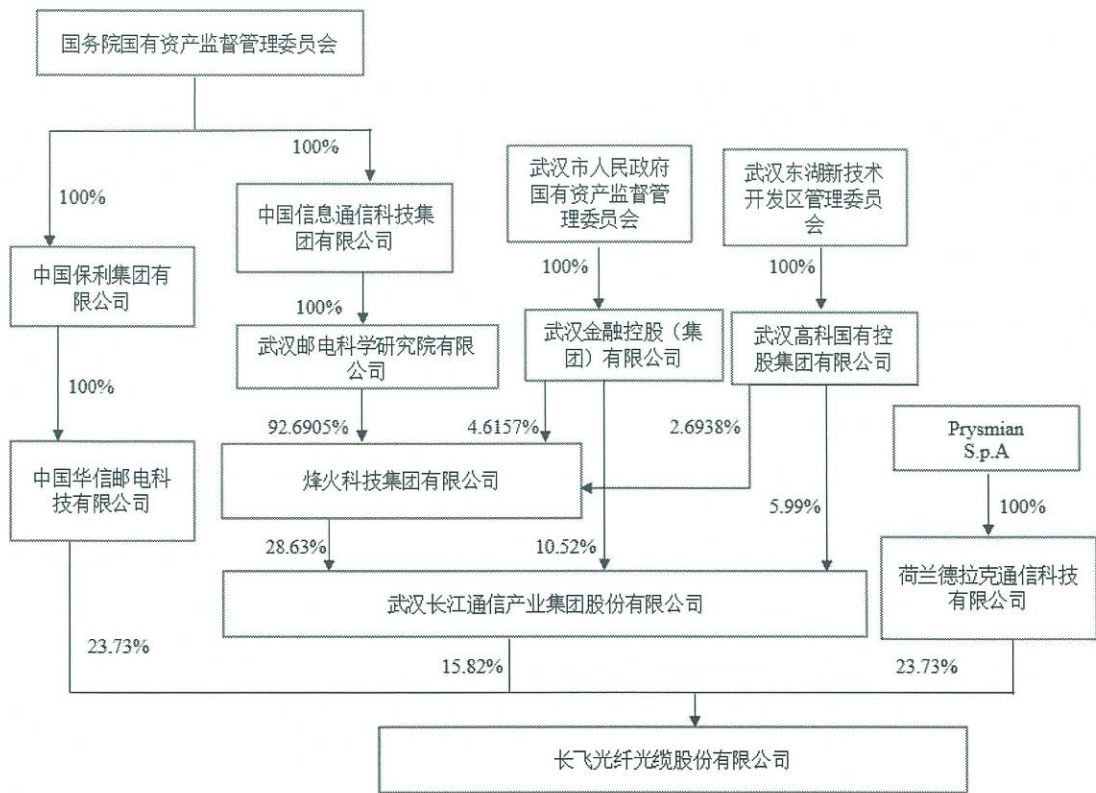 国务院国有资产监督管理委员会
100%
100%
武汉市人民政府
国有资产监督管
理委员会
武汉东湖新技术
开发区管理委员
会
中国信息通信科技集
团有限公司
100%
100%
中国保利集团有
限公司
100%
武汉邮电科学研究院有限
公司
武汉金融控股（集
团）有限公司
武汉高科国有控
股集团有限公司
100%
92.6905%
4.6157%
2.6938%
Prysmian
S.p.A
中国华信邮电科
技有限公司
烽火科技集团有限公司
5.99%
100%
28.63%
10.52%
荷兰德拉克通信科技
有限公司
武汉长江通信产业集团股份有限公司
23.73%
15.82%
23.73%
长飞光纤光缆股份有限公司